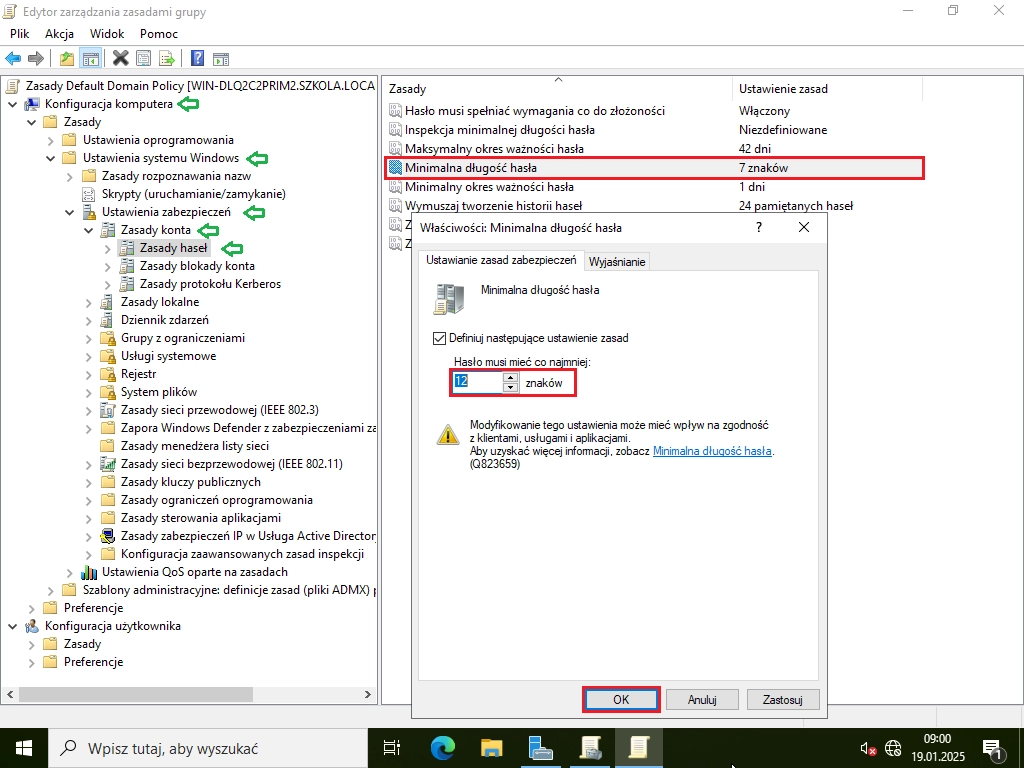 Edytor zarządzania zasadami grupy
Plik Akcja Widok Pomoc
Zasady Default Domain Policy [WIN-DLQ2C2PRIM2.SZKOLA.LOCA
Konfiguracja komputera
Zasady
Ustawienia oprogramowania
Ustawienia systemu Windows
Zasady rozpoznawania nazw
Skrypty (uruchamianie/zamykanie)
Ustawienia zabezpieczeń
Zasady konta
Zasady haseł
Zasady blokady konta
Zasady protokołu Kerberos
Zasady lokalne
Dziennik zdarzeń
Grupy z ograniczeniami
Usługi systemowe
Rejestr
System plików
Zasady sieci przewodowej (IEEE 802.3)
Zapora Windows Defender z zabezpieczeniami za
Zasady menedżera listy sieci
Zasady sieci bezprzewodowej (IEEE 802.11)
Zasady kluczy publicznych
Zasady ograniczeń oprogramowania
Zasady sterowania aplikacjami
Zasady zabezpieczeń IP w Usługa Active Director
Konfiguracja zaawansowanych zasad inspekcji
Ustawienia QoS oparte na zasadach
Szablony administracyjne: definicje zasad (pliki ADMX) p
Preferencje
Konfiguracja użytkownika
Zasady
Preferencje
Zasady Ustawienie zasad
Hasło musi spełniać wymagania co do złożoności Włączony
Inspekcja minimalnej długości hasła Niezdefiniowane
Maksymalny okres ważności hasła 42 dni
Minimalna długość hasła 7 znaków
Minimalny okres ważności hasła 1 dni
Wymuszaj tworzenie historii haseł 24 pamiętanych haseł
Z
Z
Właściwości: Minimalna długość hasła ?
Ustawianie zasad zabezpieczeń Wyjaśnianie
Minimalna długość hasła
Definiuj następujące ustawienie zasad
Hasło musi mieć co najmniej:
12 znaków
Modyfikowanie tego ustawienia może mieć wpływ na zgodność
z klientami, usługami i aplikacjami.
Aby uzyskać więcej informacji, zobacz Minimalna długość hasła.
(Q823659)
OK Anuluj Zastosuj
Wpisz tutaj, aby wyszukać
09:00
19.01.2025
1